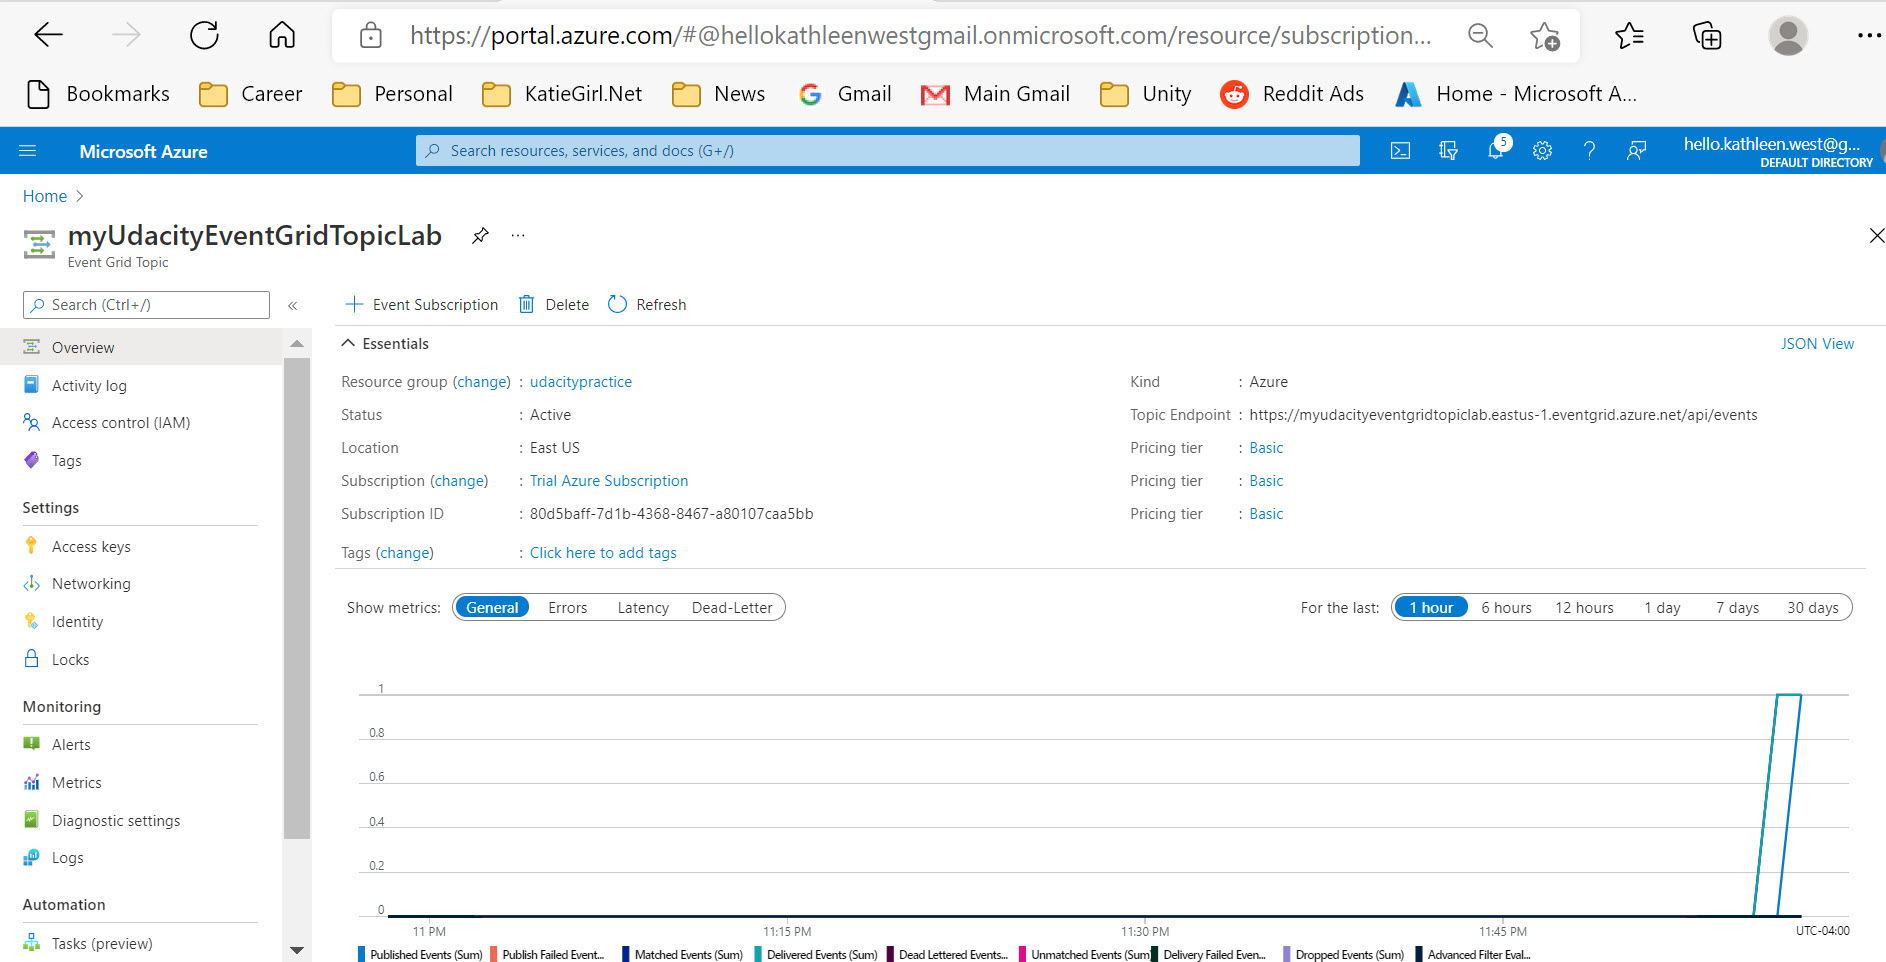 https://portal.azure.com/#@hellokathleenwestgmail.onmicrosoft.com/resource/subscription...
Bookmarks Career Personal KatieGirl.Net News Gmail Main Gmail Unity Reddit Ads Home - Microsoft A...
Microsoft Azure
Search resources, services, and docs (G+/)
5
hello.kathleen.west@g...
DEFAULT DIRECTORY
Home >
myUdacityEventGridTopicLab
Event Grid Topic
Search (Ctrl+/)
Overview
Activity log
Access control (IAM)
Tags
Settings
Access keys
Networking
Identity
Locks
Monitoring
Alerts
Metrics
Diagnostic settings
Logs
Automation
Tasks (preview)
Event Subscription Delete Refresh
Essentials
JSON View
Resource group (change) : udacitypractice
Status : Active
Location : East US
Subscription (change) : Trial Azure Subscription
Subscription ID : 80d5baff-7d1b-4368-8467-a80107caa5bb
Tags (change) : Click here to add tags
Kind : Azure
Topic Endpoint : https://myudacityeventgridtopiclab.eastus-1.eventgrid.azure.net/api/events
Pricing tier : Basic
Pricing tier : Basic
Pricing tier : Basic
Show metrics: General Errors Latency Dead-Letter
For the last: 1 hour 6 hours 12 hours 1 day 7 days 30 days
1
0.8
0.6
0.4
0.2
0
11 PM 11:15 PM 11:30 PM 11:45 PM UTC-04:00
Published Events (Sum) Publish Failed Event... Matched Events (Sum) Delivered Events (Sum) Dead Lettered Events... Unmatched Events (Sum) Delivery Failed Even... Dropped Events (Sum) Advanced Filter Eval...